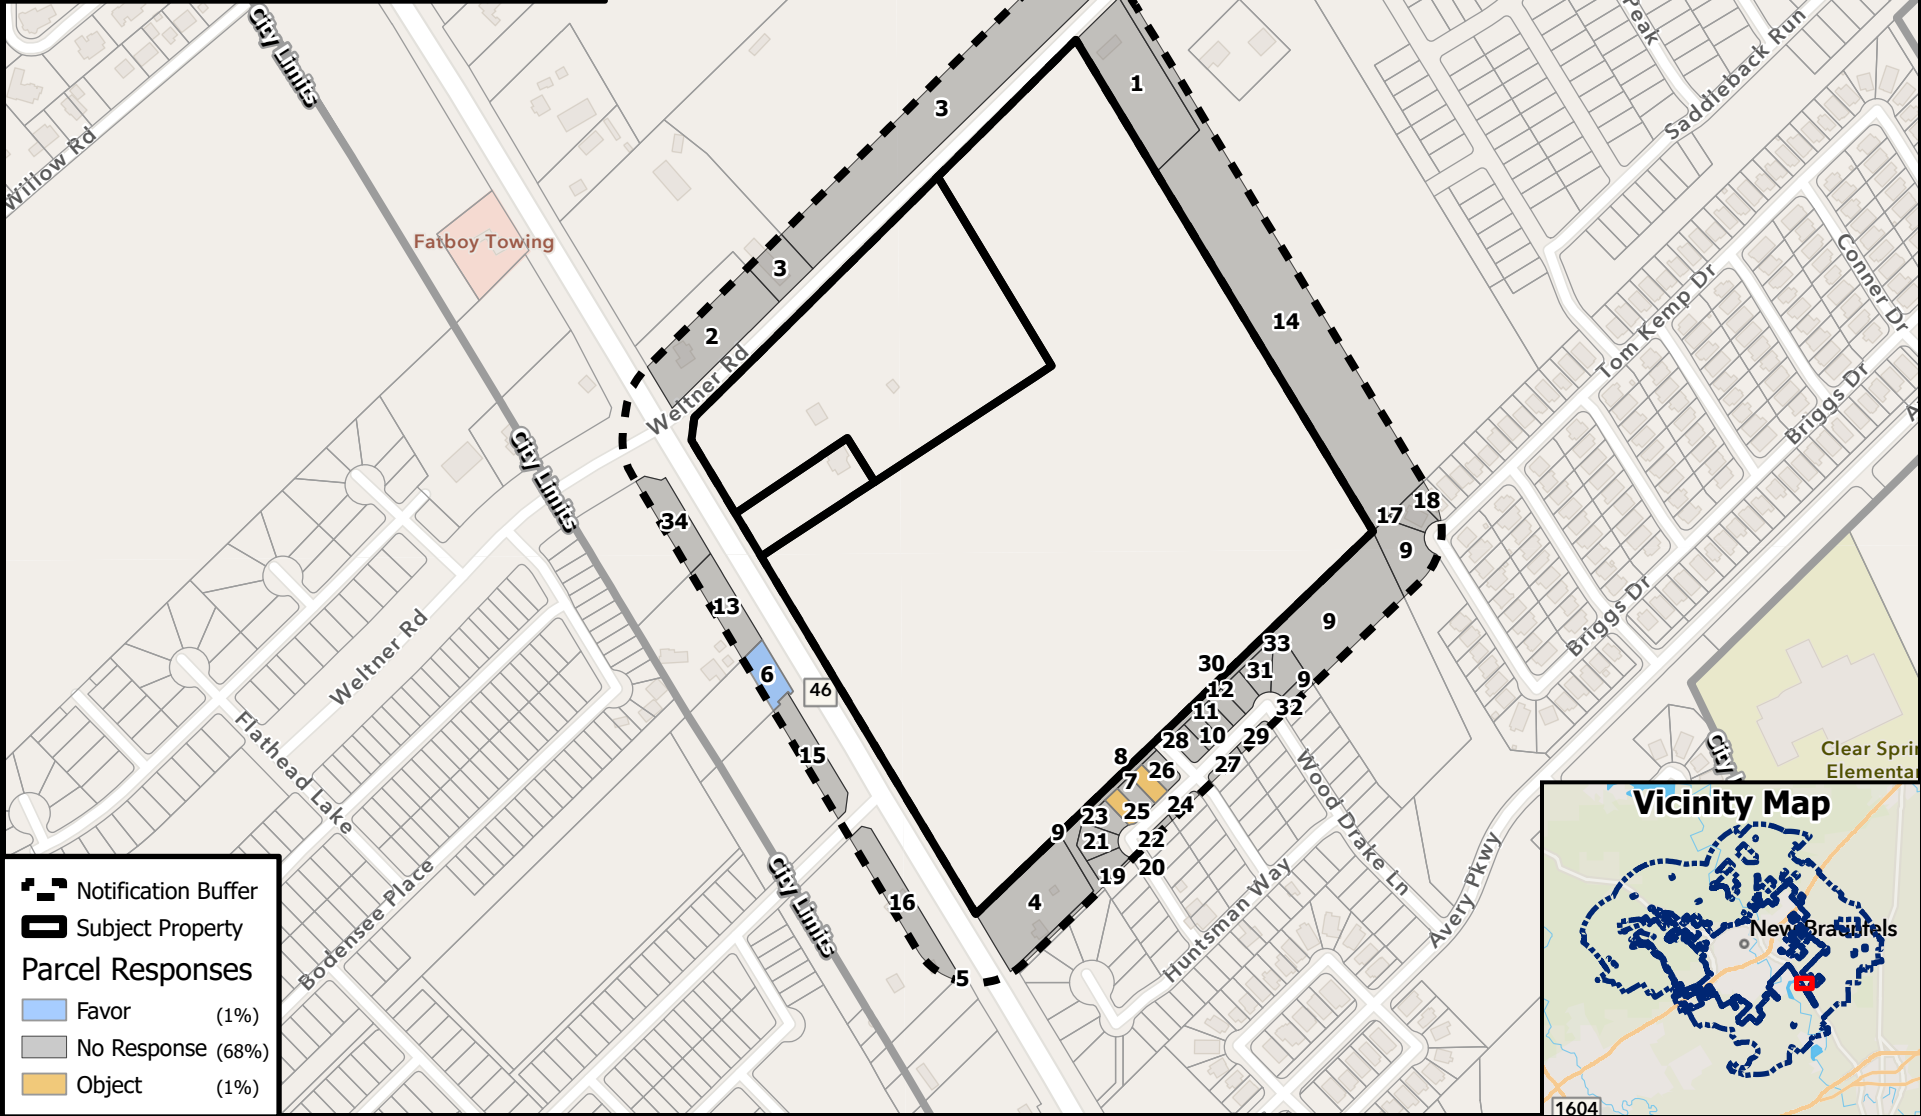 City Limits
Willow Rd
Fatboy Towing
Peak
Saddleback Run
3
1
3
2
Weltner Rd
14
Tom Kemp Dr
Conner Dr
Briggs Dr
City Limits
34
17
18
9
13
6
46
15
16
5
Weltner Rd
Flathead Lake
Bodensee Place
City Limits
9
33
30
31
12
9
11
32
10
29
28
8
27
7
26
25
24
23
9
21
22
20
19
4
Briggs Dr
Wood Drake Ln
Huntsman Way
Avery Pkwy
Notification Buffer
Subject Property
Parcel Responses
Favor (1%)
No Response (68%)
Object (1%)
Vicinity Map
New Braunfels
1604